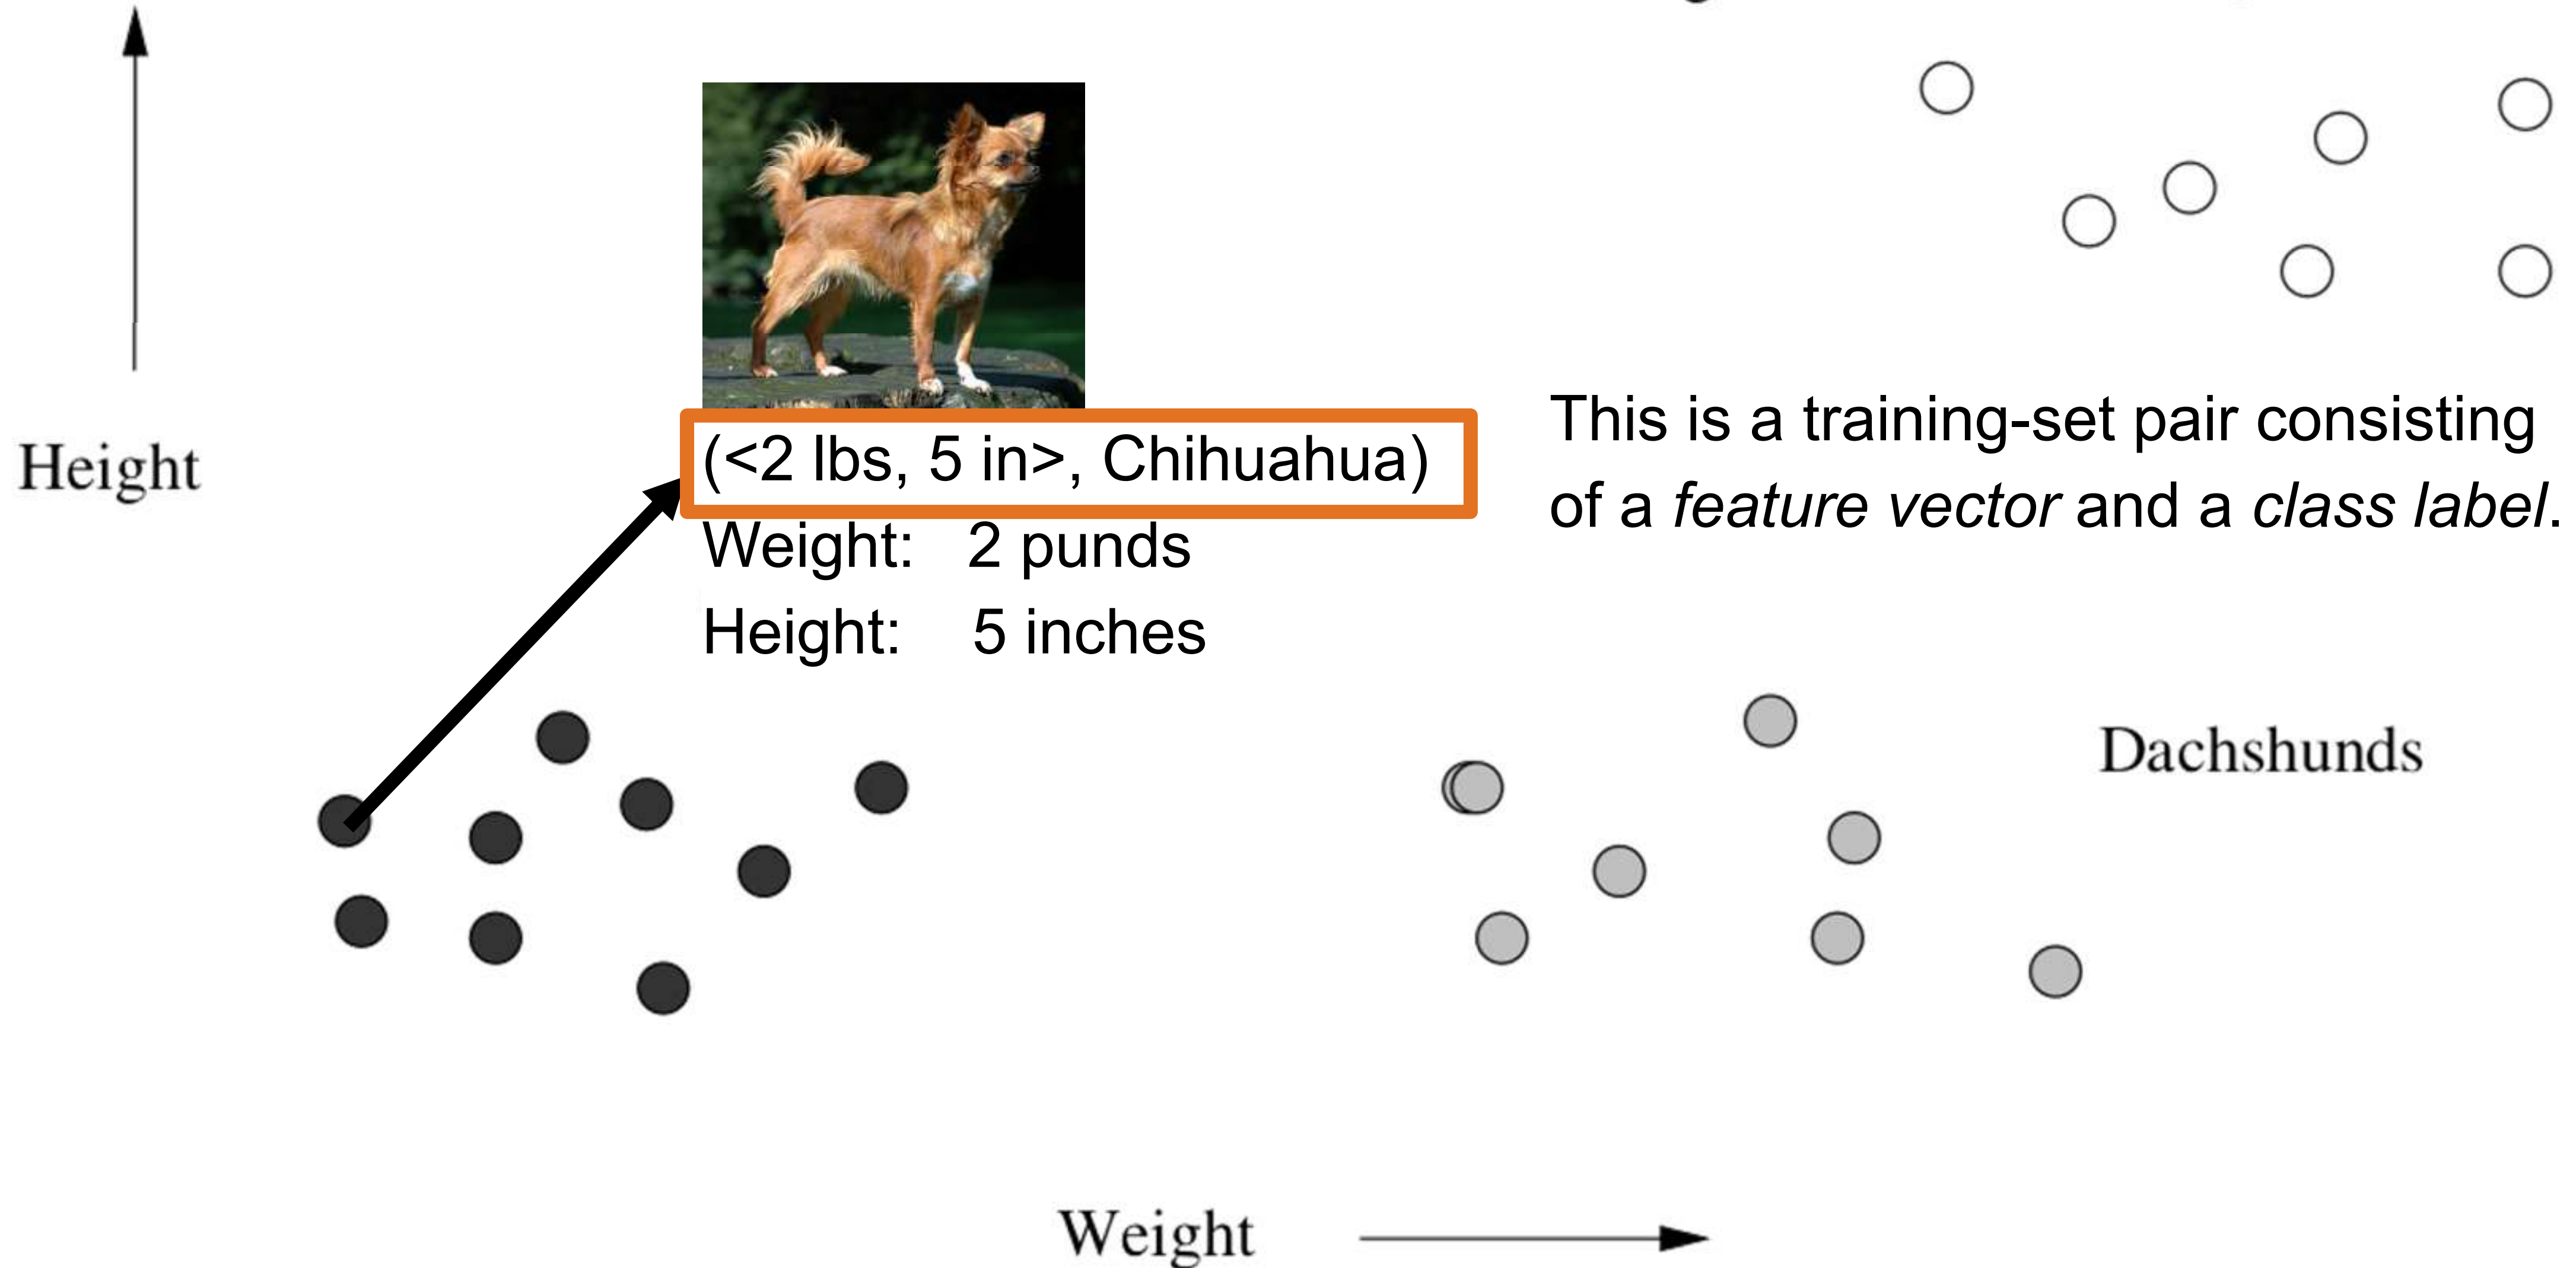 Height
(<2 lbs, 5 in>, Chihuahua)
Weight: 2 punds
Height: 5 inches
This is a training-set pair consisting
of a feature vector and a class label.
Dachshunds
Weight